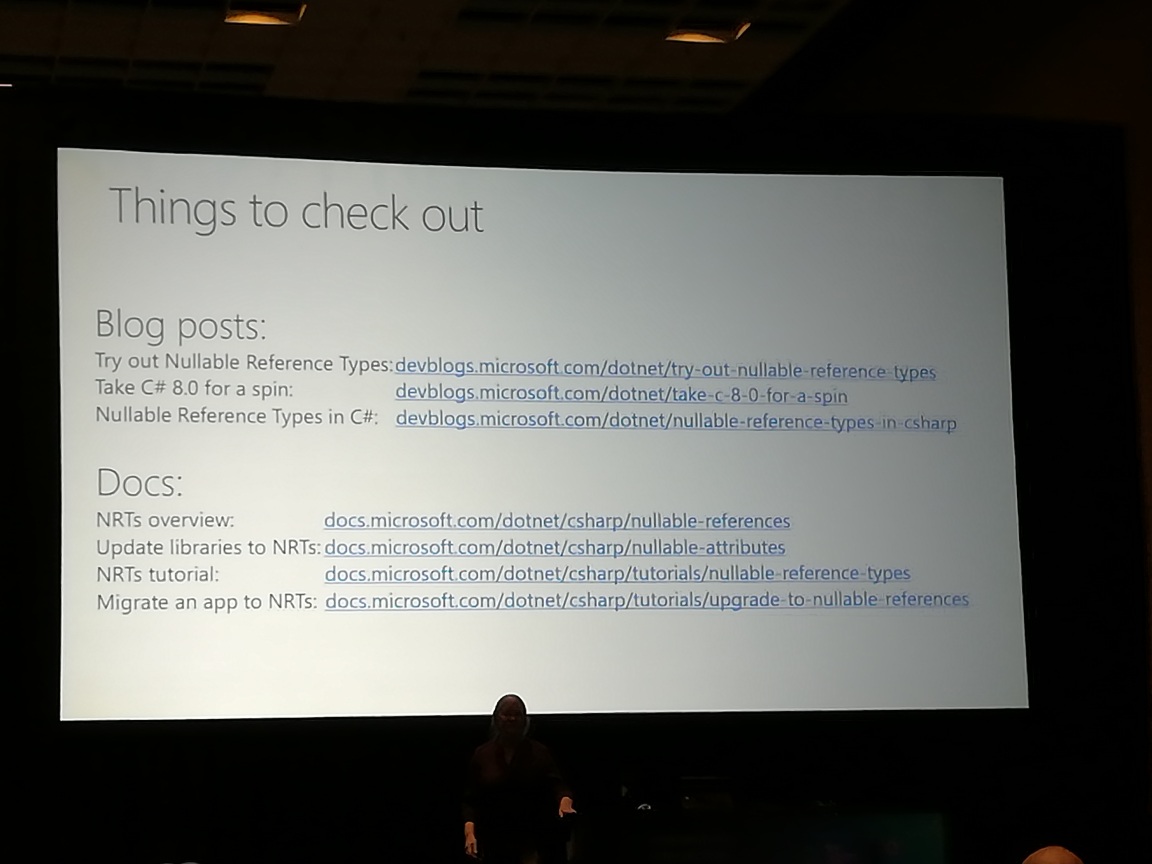 Things to check out
Blog posts:
Try out Nullable Reference Types: devblogs.microsoft.com/dotnet/try-out-nullable-reference-types
Take C# 8.0 for a spin: devblogs.microsoft.com/dotnet/take-c-8-0-for-a-spin
Nullable Reference Types in C#: devblogs.microsoft.com/dotnet/nullable-reference-types-in-csharp
Docs:
NRTs overview: docs.microsoft.com/dotnet/csharp/nullable-references
Update libraries to NRTs: docs.microsoft.com/dotnet/csharp/nullable-attributes
NRTs tutorial: docs.microsoft.com/dotnet/csharp/tutorials/nullable-reference-types
Migrate an app to NRTs: docs.microsoft.com/dotnet/csharp/tutorials/upgrade-to-nullable-references